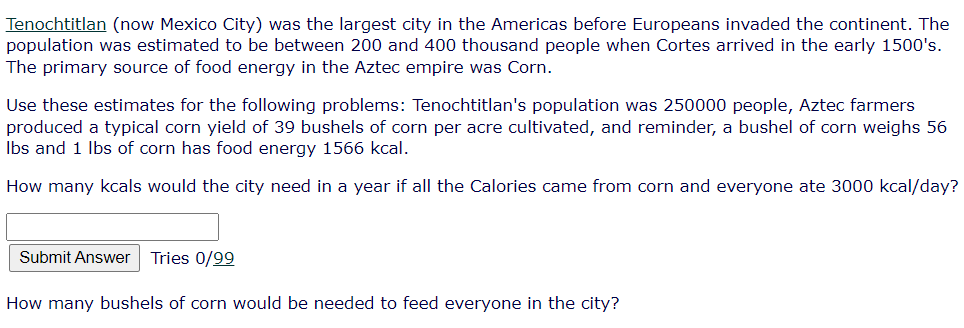 Tenochtitlan (now Mexico City) was the largest city in the Americas before Europeans invaded the continent. The
population was estimated to be between 200 and 400 thousand people when Cortes arrived in the early 1500's.
The primary source of food energy in the Aztec empire was Corn.
Use these estimates for the following problems: Tenochtitlan's population was 250000 people, Aztec farmers
produced a typical corn yield of 39 bushels of corn per acre cultivated, and reminder, a bushel of corn weighs 56
lbs and 1 lbs of corn has food energy 1566 kcal.
How many kcals would the city need in a year if all the Calories came from corn and everyone ate 3000 kcal/day?
Submit Answer Tries 0/99
How many bushels of corn would be needed to feed everyone in the city?